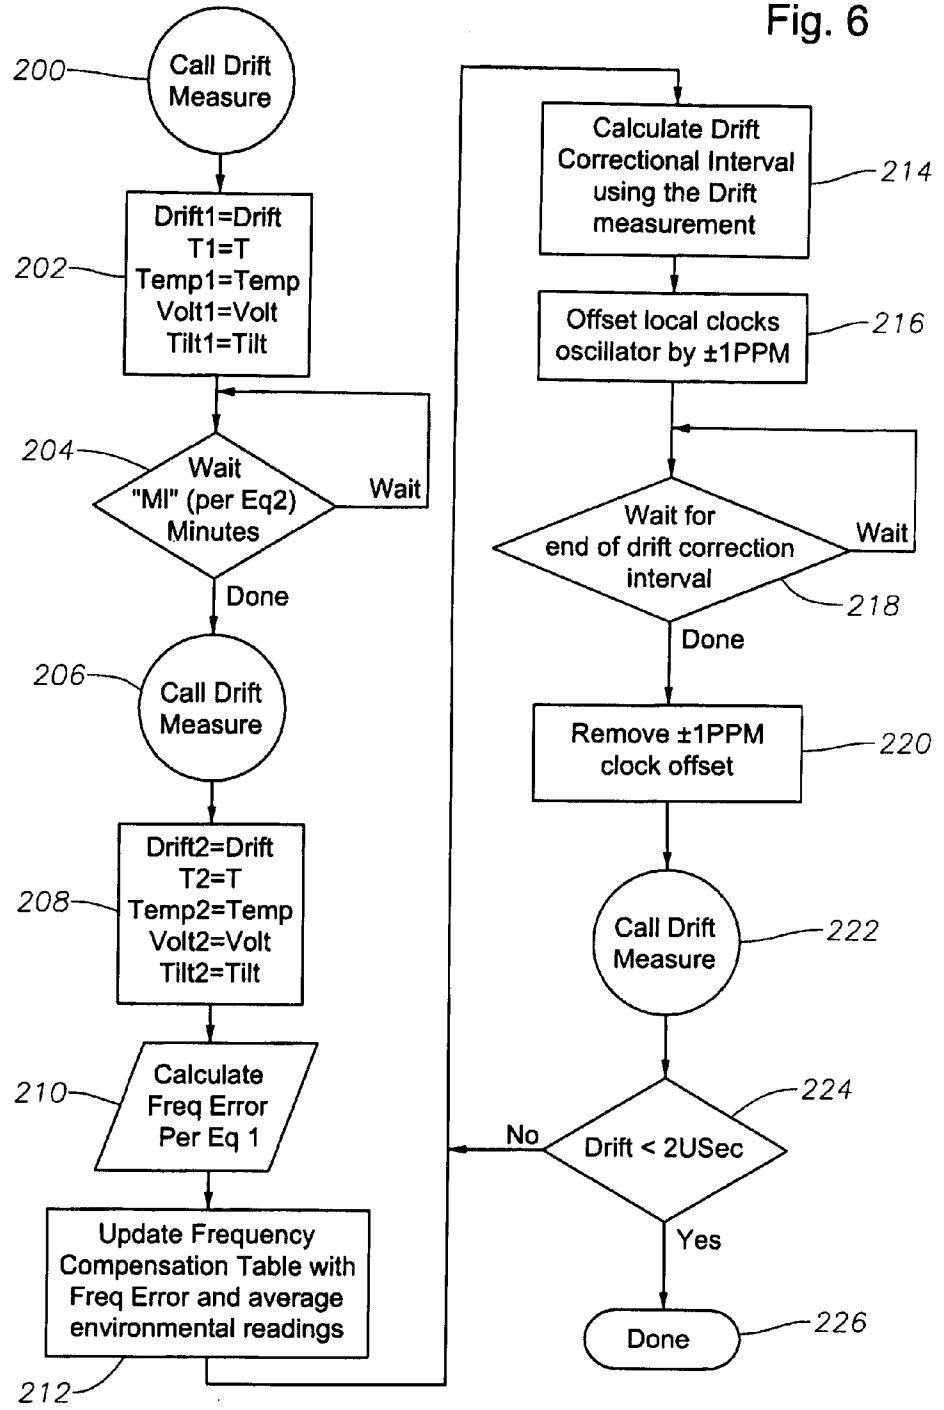 Fig. 6
200
Call Drift
Measure
202
Drift1=Drift
T1=T
Temp1=Temp
Volt1=Volt
Tilt1=Tilt
204
Wait
"MI" (per Eq2)
Minutes
Wait
Done
206
Call Drift
Measure
208
Drift2=Drift
T2=T
Temp2=Temp
Volt2=Volt
Tilt2=Tilt
210
Calculate
Freq Error
Per Eq 1
Update Frequency
Compensation Table with
Freq Error and average
environmental readings
212
Calculate Drift
Correctional Interval
using the Drift
measurement
214
Offset local clocks
oscillator by ±1PPM
216
Wait for
end of drift correction
interval
Wait
218
Done
Remove ±1PPM
clock offset
220
Call Drift
Measure
222
224
Drift < 2USec
No
Yes
Done
226